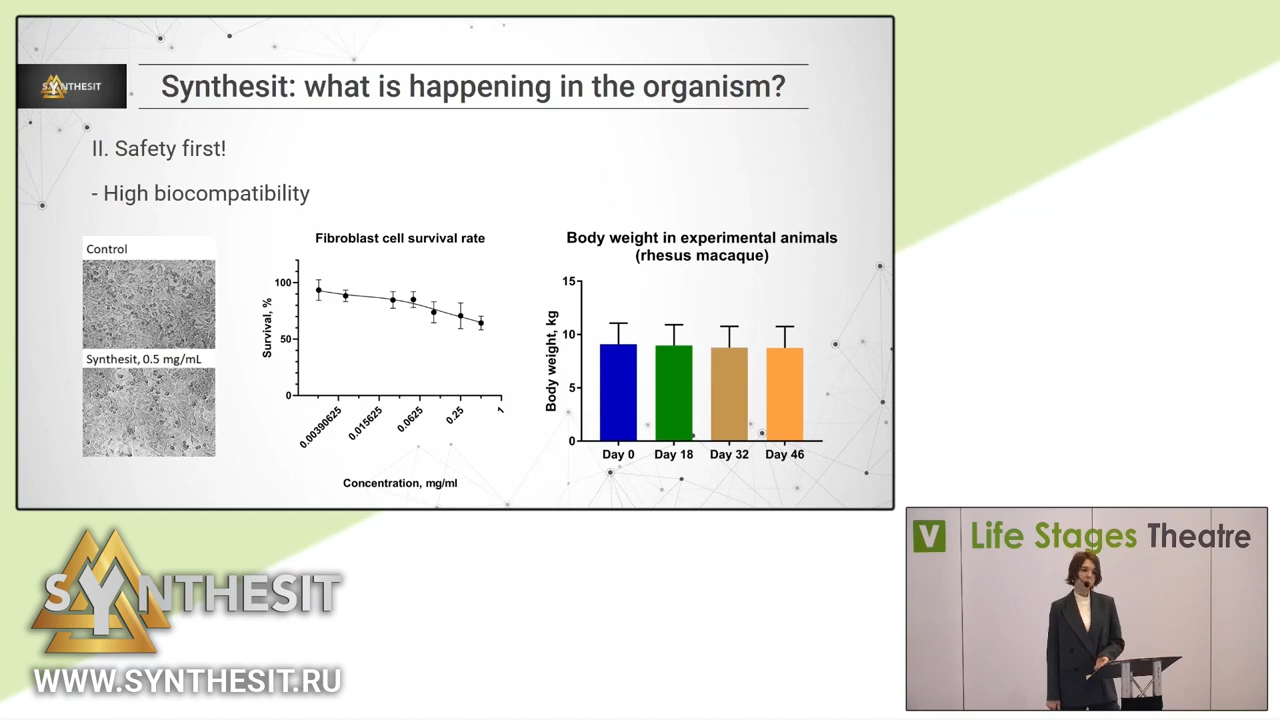 SYNTHESIT
Synthesit: what is happening in the organism?
II. Safety first!
- High biocompatibility
Control
Synthesit, 0.5 mg/mL
Fibroblast cell survival rate
Survival, %
100
50
0
0.00390625
0.015625
0.0625
0.25
1
Concentration, mg/ml
Body weight in experimental animals
(rhesus macaque)
Body weight, kg
15
10
5
0
Day 0
Day 18
Day 32
Day 46
SYNTHESIT
WWW.SYNTHESIT.RU
V Life Stages Theatre